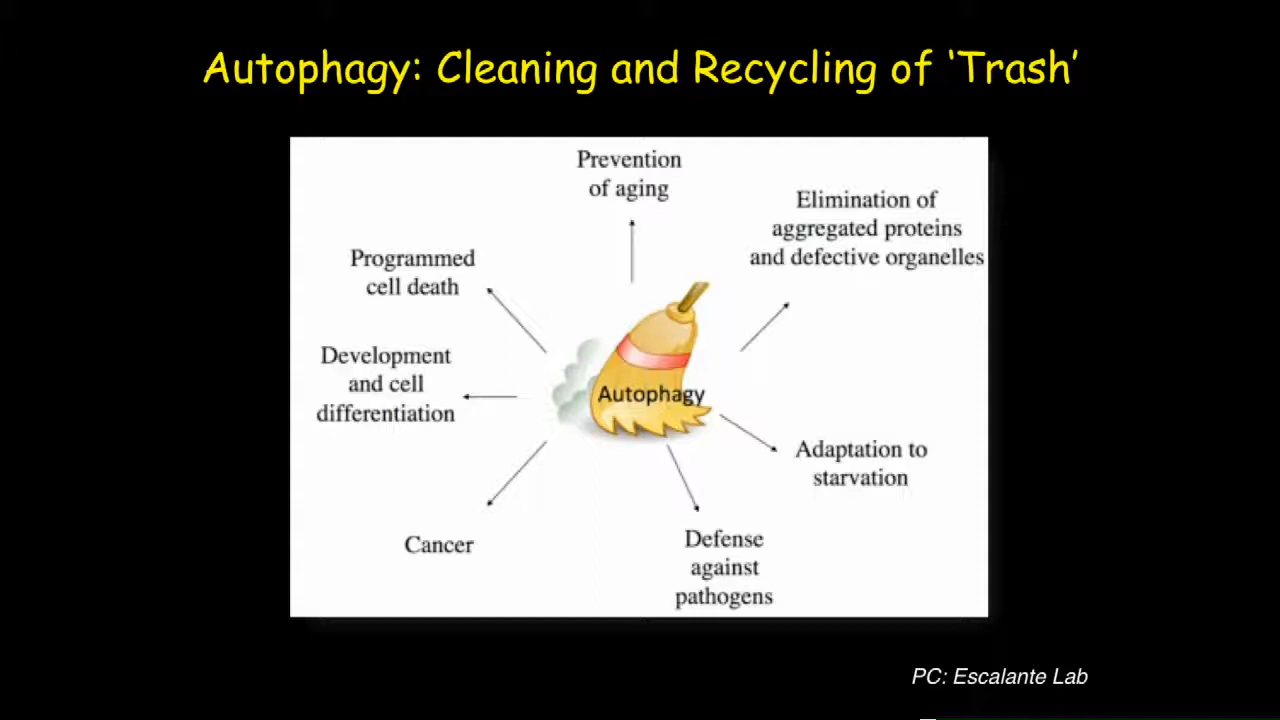 Autophagy: Cleaning and Recycling of ‘Trash’
Prevention
of aging
Elimination of
aggregated proteins
and defective organelles
Programmed
cell death
Development
and cell
differentiation
Autophagy
Adaptation to
starvation
Cancer
Defense
against
pathogens
PC: Escalante Lab